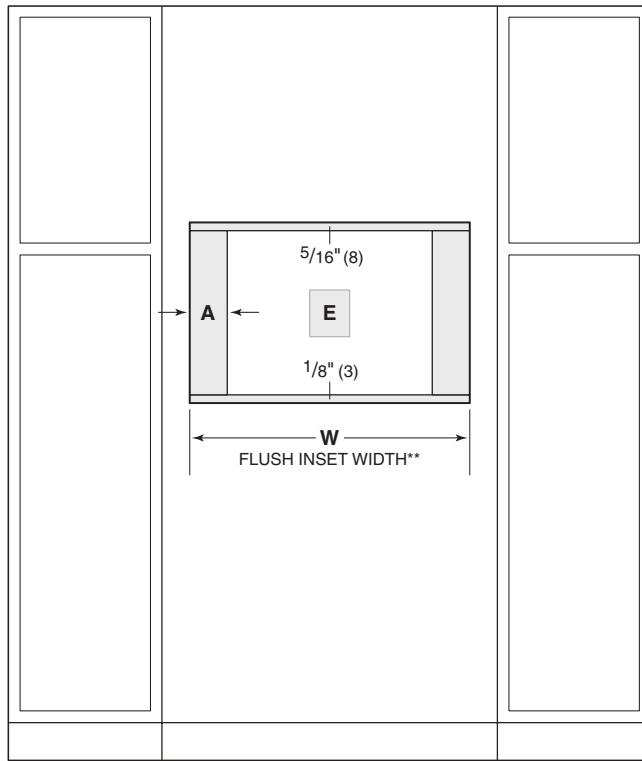 5/16" (8)
A
E
1/8" (3)
W
FLUSH INSET WIDTH**